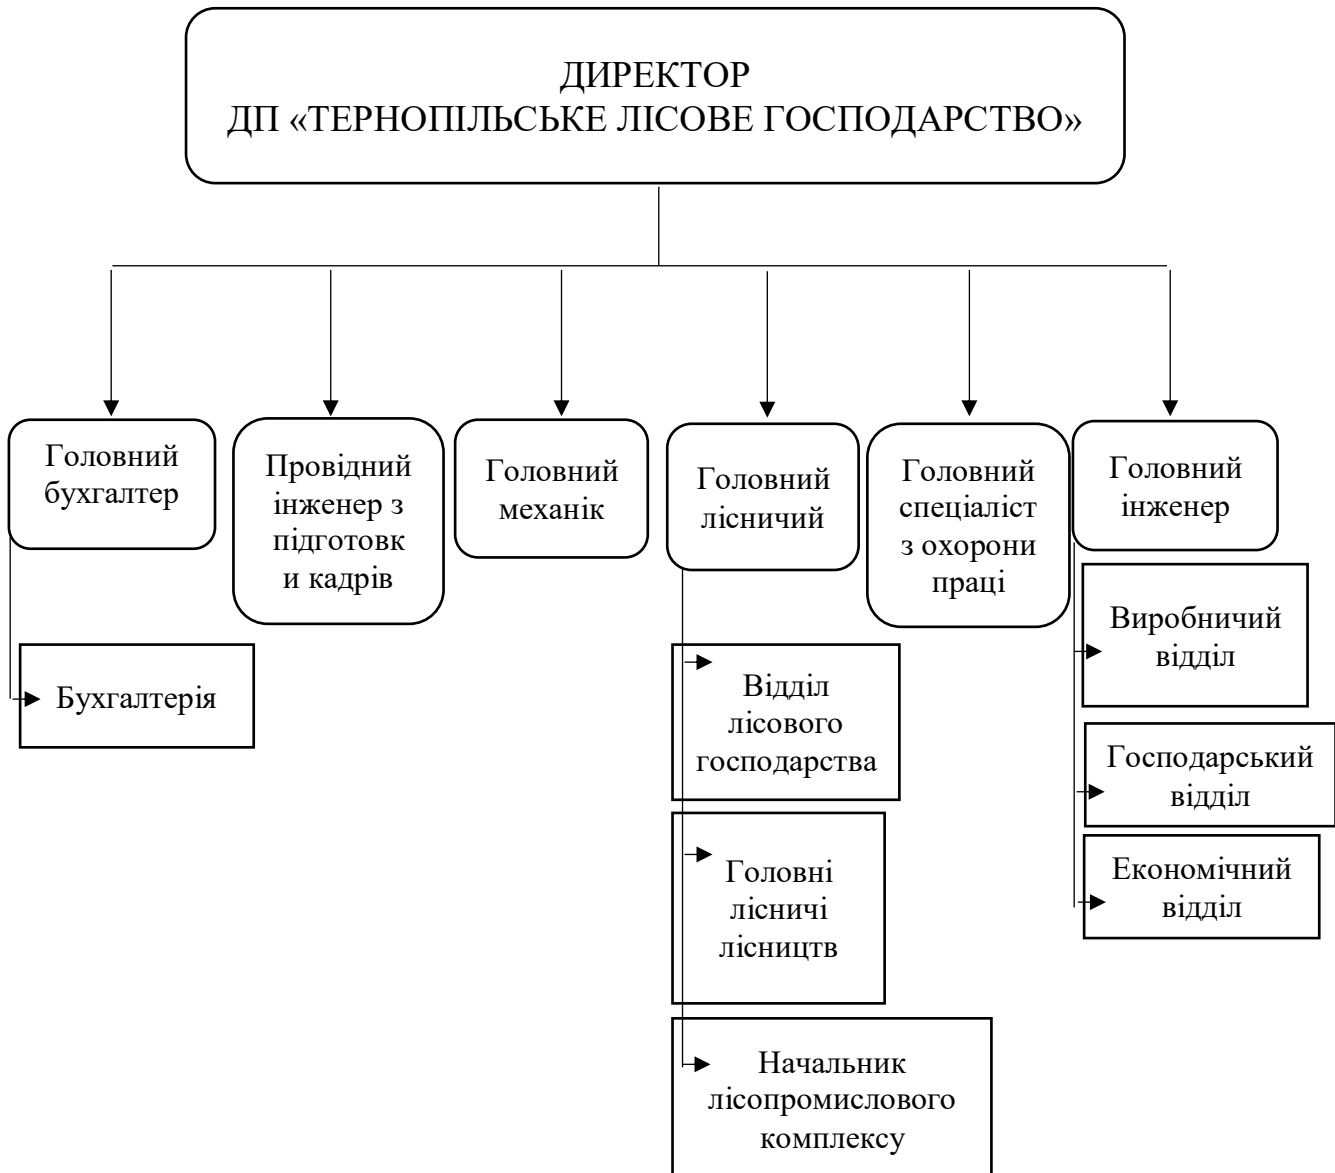 ДИРЕКТОР
ДП «ТЕРНОПІЛЬСЬКЕ ЛІСОВЕ ГОСПОДАРСТВО»
Головний
бухгалтер
Провідний
інженер з
підготовк
и кадрів
Головний
механік
Головний
лісничий
Головний
спеціаліст
з охорони
праці
Головний
інженер
Бухгалтерія
Відділ
лісового
господарства
Головні
лісничі
лісництв
Начальник
лісопромислового
комплексу
Виробничий
відділ
Господарський
відділ
Економічний
відділ